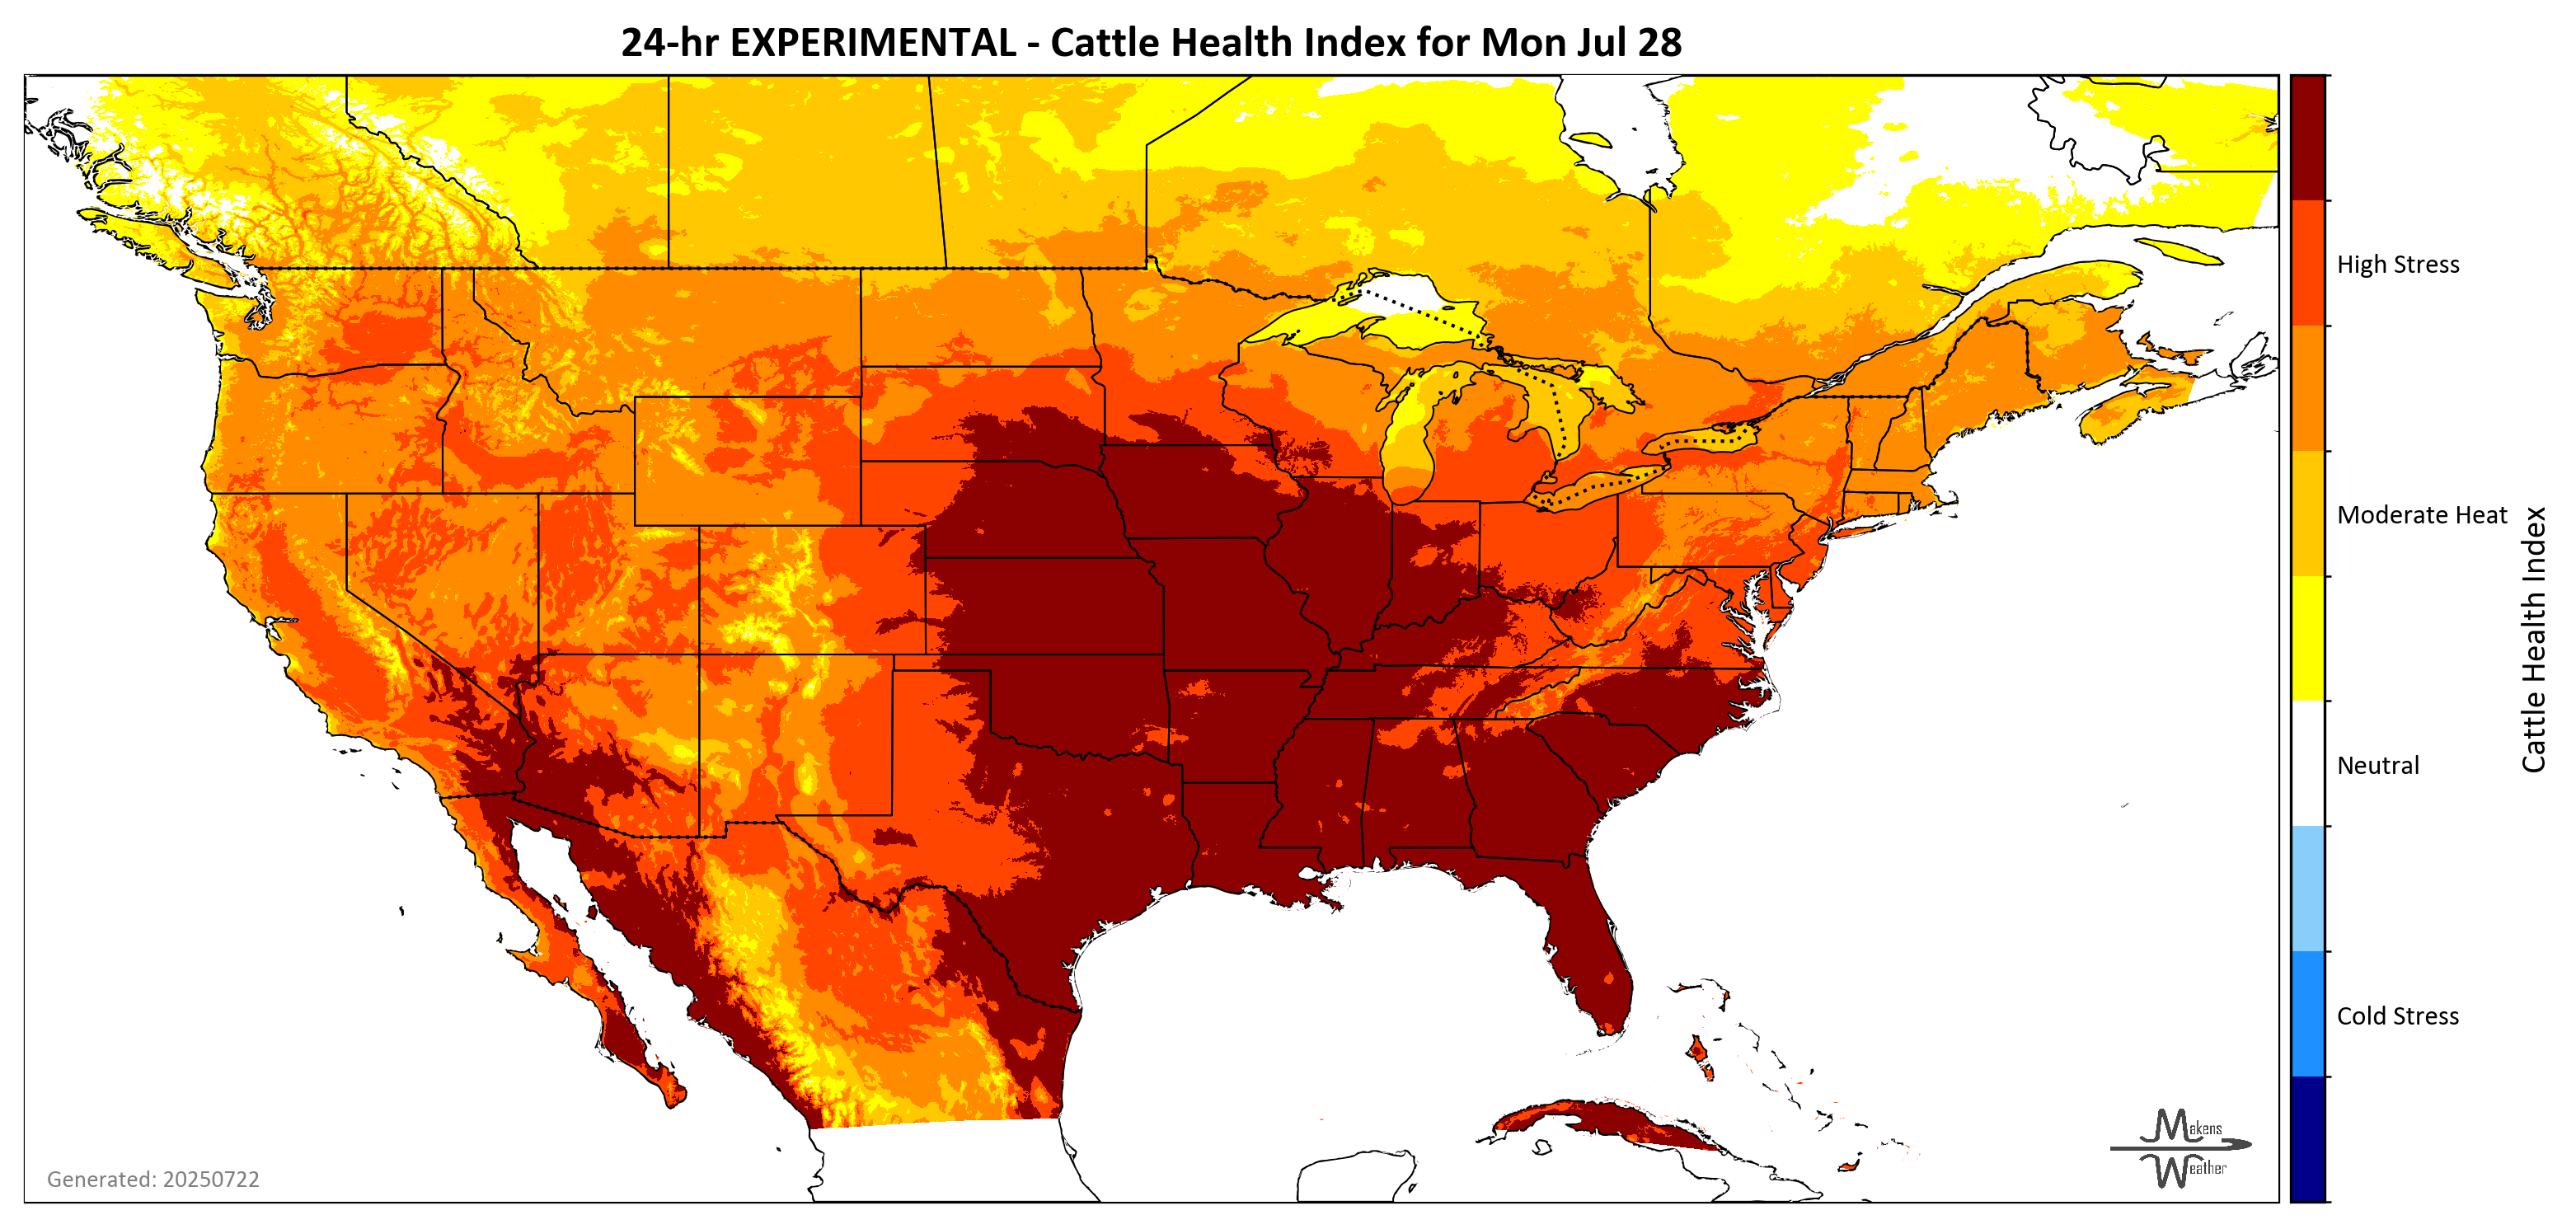 24-hr EXPERIMENTAL - Cattle Health Index for Mon Jul 28
High Stress
Moderate Heat
Neutral
Cold Stress
Cattle Health Index
Makens
Weather
Generated: 20250722